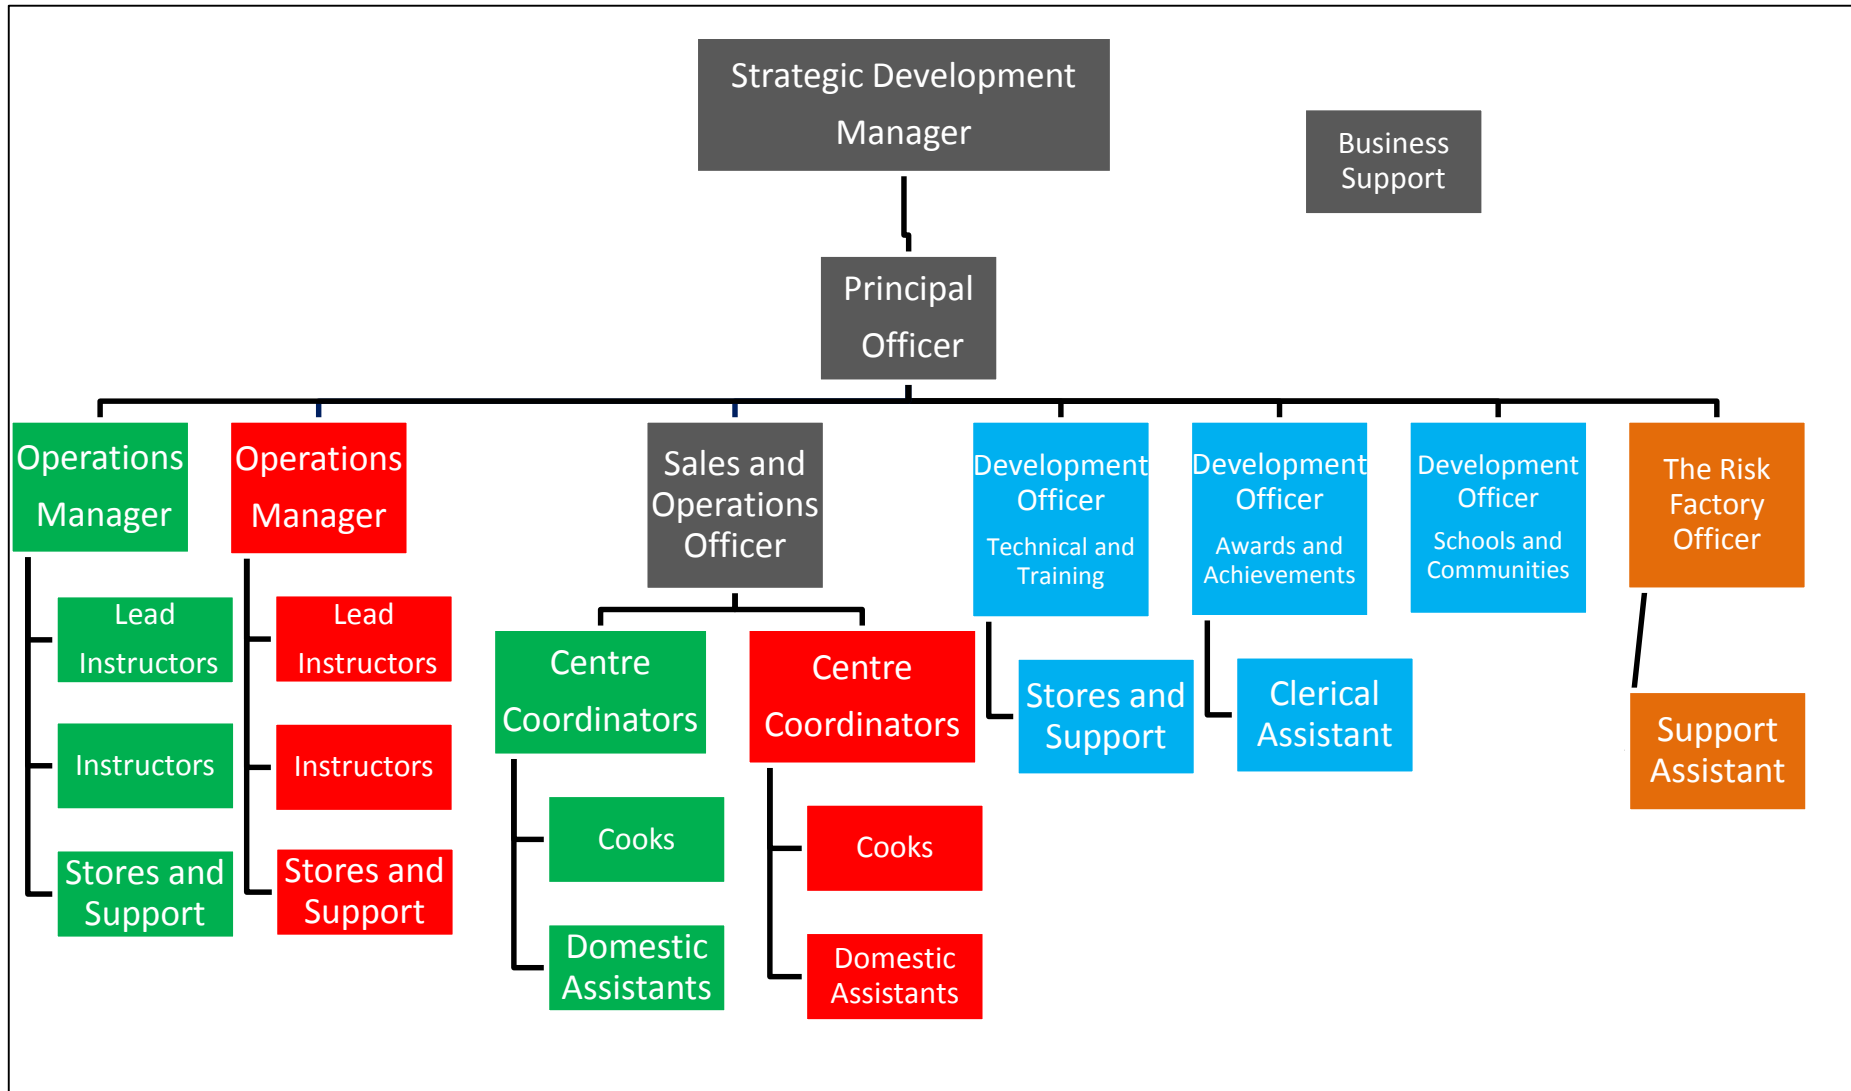 Strategic Development
Manager
Business
Support
Principal
Officer
Operations
Manager
Operations
Manager
Sales and
Operations
Officer
Development
Officer
Technical and
Training
Development
Officer
Awards and
Achievements
Development
Officer
Schools and
Communities
The Risk
Factory
Officer
Lead
Instructors
Lead
Instructors
Centre
Coordinators
Centre
Coordinators
Stores and
Support
Clerical
Assistant
Support
Assistant
Instructors
Instructors
Cooks
Cooks
Stores and
Support
Stores and
Support
Domestic
Assistants
Domestic
Assistants